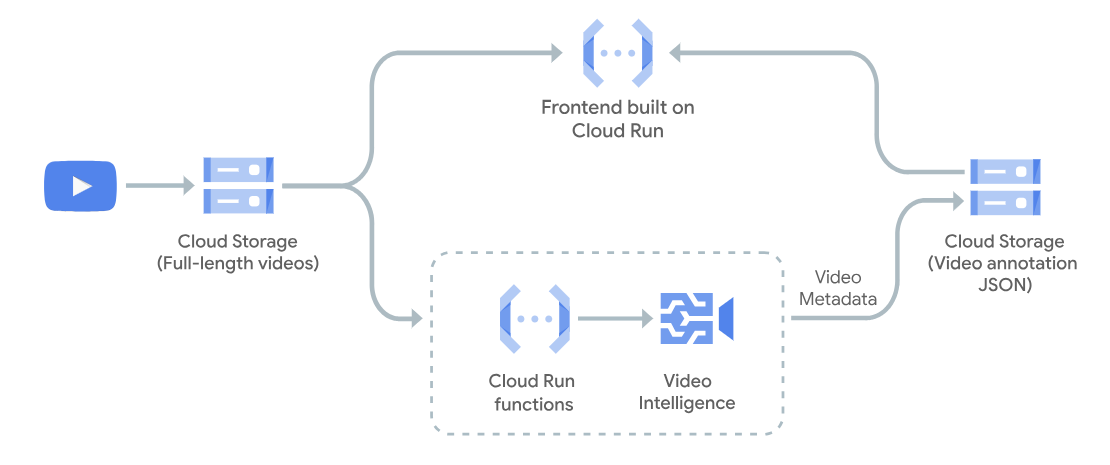 Frontend built on
Cloud Run
Cloud Storage
(Full-length videos)
Cloud Storage
(Video annotation
JSON)
Video
Metadata
Cloud Run
functions
Video
Intelligence